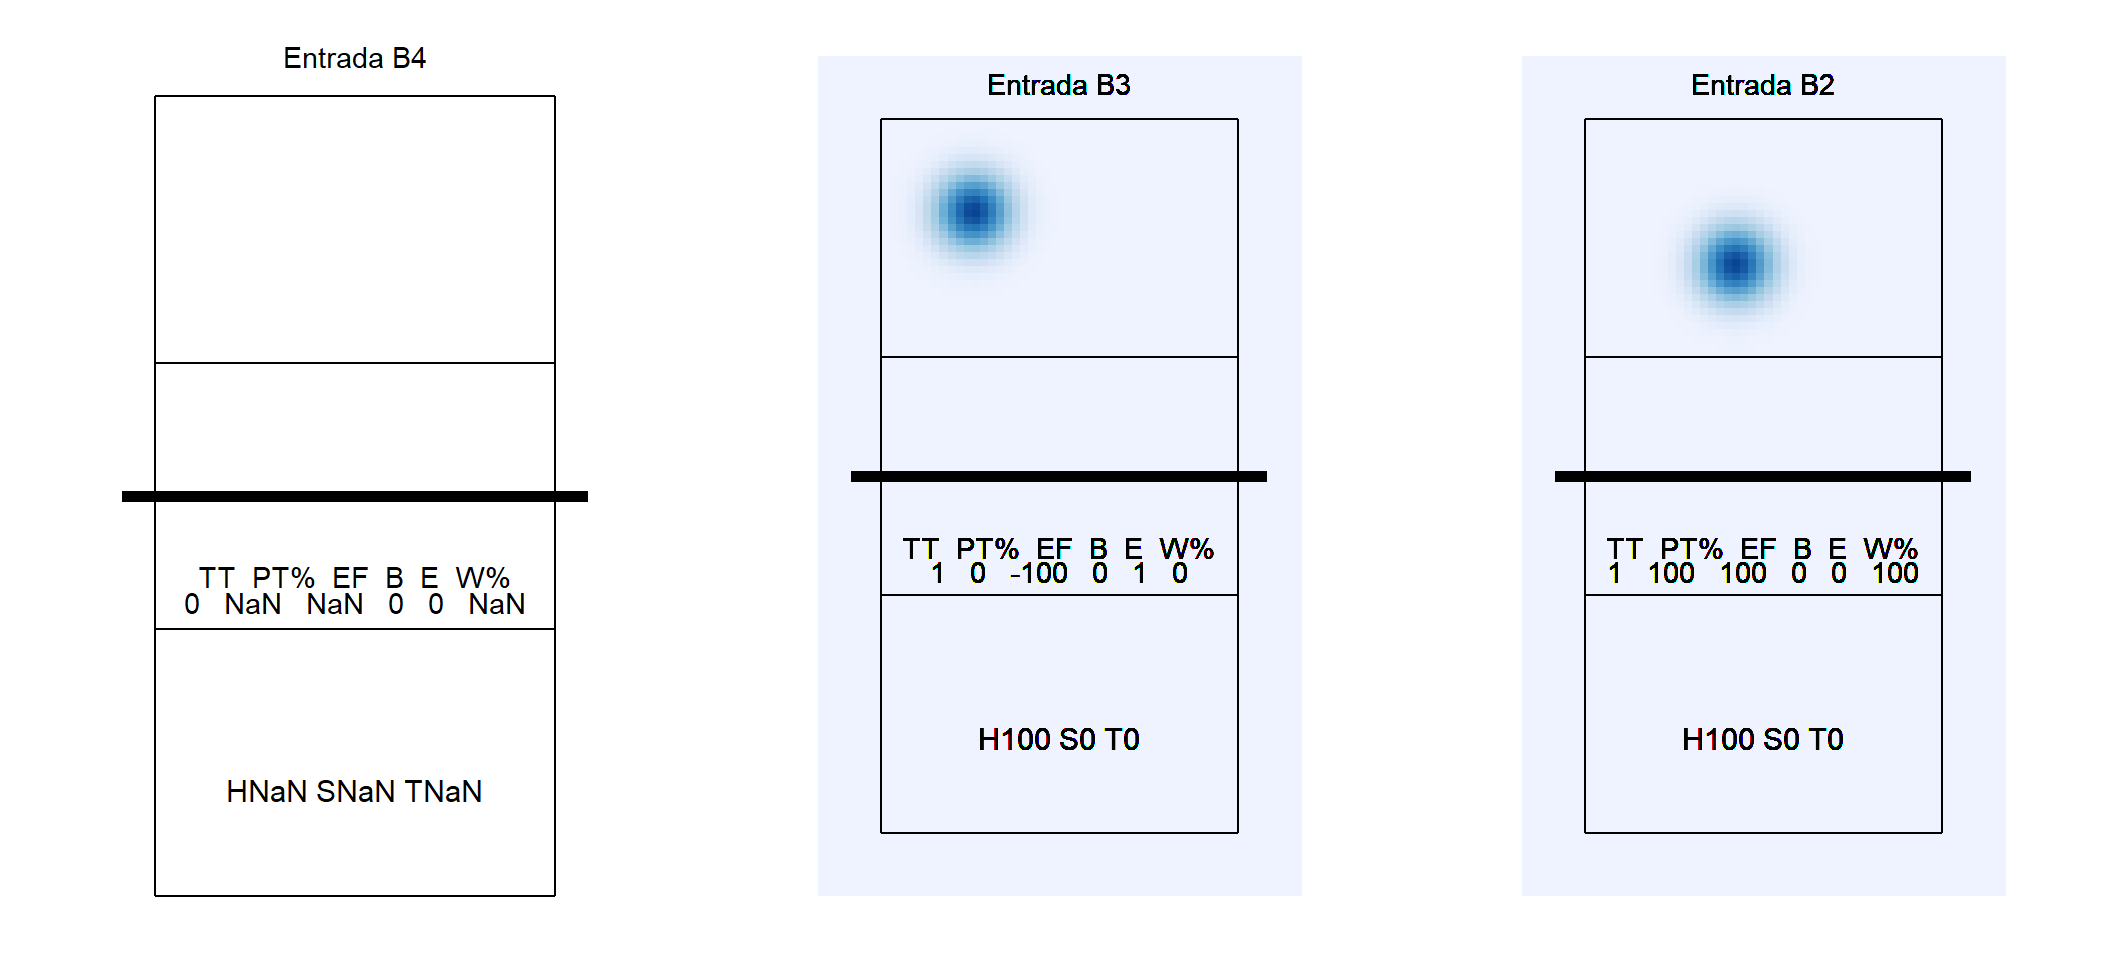 Entrada B4
TT PT% EF B E W%
0 NaN NaN 0 0 NaN
HNaN SNaN TNaN
Entrada B3
TT PT% EF B E W%
1 0 -100 0 1 0
H100 S0 T0
Entrada B2
TT PT% EF B E W%
1 100 100 0 0 100
H100 S0 T0